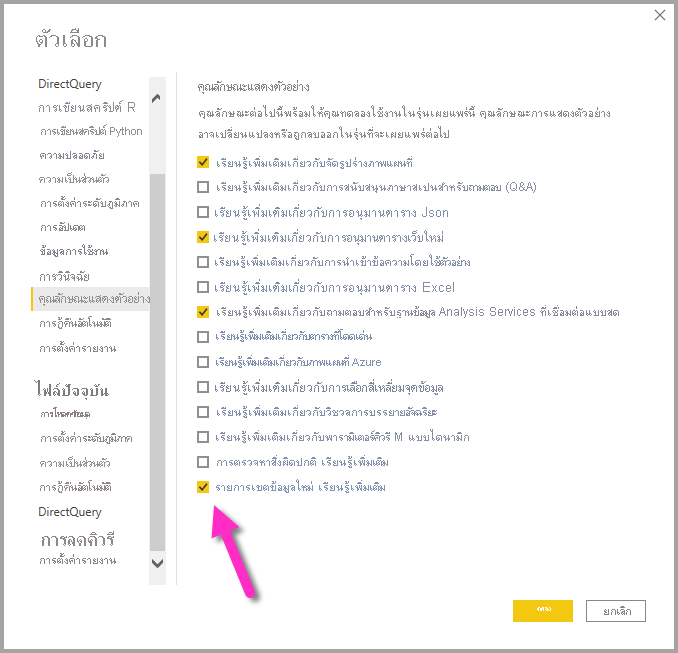 ตัวเลือก
DirectQuery
การเขียนสคริปต์ R
การเขียนสคริปต์ Python
ความปลอดภัย
ความเป็นส่วนตัว
การตั้งค่าระดับภูมิภาค
การอัปเดต
ข้อมูลการใช้งาน
การวินิจฉัย
คุณลักษณะแสดงตัวอย่าง
การกู้คืนอัตโนมัติ
การตั้งค่ารายงาน
ไฟล์ปัจจุบัน
การโหลดข้อมูล
การตั้งค่าระดับภูมิภาค
ความเป็นส่วนตัว
การกู้คืนอัตโนมัติ
DirectQuery
การลดคิวรี
การตั้งค่ารายงาน
คุณลักษณะแสดงตัวอย่าง
คุณลักษณะต่อไปนี้พร้อมให้คุณทดลองใช้งานในรุ่นเผยแพร่นี้ คุณลักษณะการแสดงตัวอย่าง
อาจเปลี่ยนแปลงหรือถูกลบออกในรุ่นที่จะเผยแพร่ต่อไป
เรียนรู้เพิ่มเติมเกี่ยวกับจัดรูปร่างภาพแผนที่
เรียนรู้เพิ่มเติมเกี่ยวกับการสนับสนุนภาษาสเปนสำหรับถามตอบ (Q&A)
เรียนรู้เพิ่มเติมเกี่ยวกับการอนุมานตาราง Json
เรียนรู้เพิ่มเติมเกี่ยวกับการอนุมานตารางเว็บใหม่
เรียนรู้เพิ่มเติมเกี่ยวกับการนำเข้าข้อความโดยใช้ตัวอย่าง
เรียนรู้เพิ่มเติมเกี่ยวกับการอนุมานตาราง Excel
เรียนรู้เพิ่มเติมเกี่ยวกับถามตอบสำหรับฐานข้อมูล Analysis Services ที่เชื่อมต่อแบบสด
เรียนรู้เพิ่มเติมเกี่ยวกับตารางที่โดดเด่น
เรียนรู้เพิ่มเติมเกี่ยวกับภาพแผนที่ Azure
เรียนรู้เพิ่มเติมเกี่ยวกับการเลือกสี่เหลี่ยมจุดข้อมูล
เรียนรู้เพิ่มเติมเกี่ยวกับวิชวลการบรรยายอัจฉริยะ
เรียนรู้เพิ่มเติมเกี่ยวกับพารามิเตอร์คิวรี M แบบไดนามิก
การตรวจหาสิ่งผิดปกติ เรียนรู้เพิ่มเติม
รายการเขตข้อมูลใหม่ เรียนรู้เพิ่มเติม
ตกลง
ยกเลิก